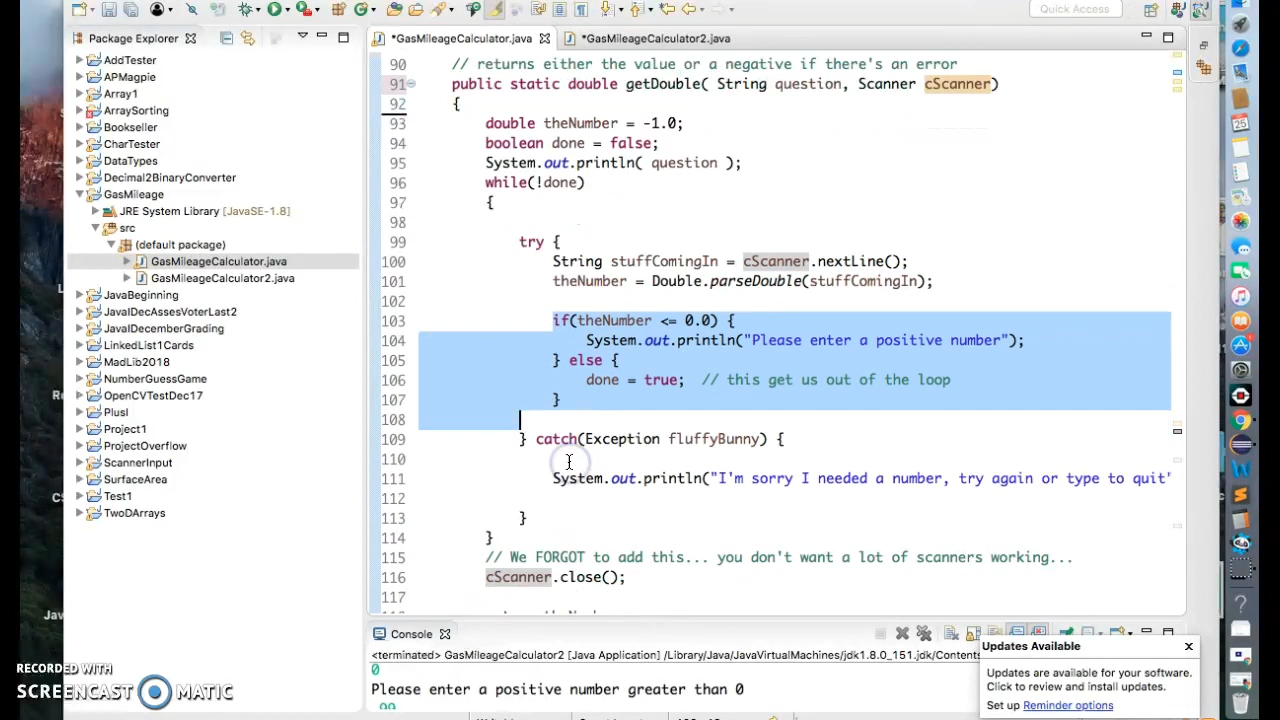 Quick Access
Package Explorer
*GasMileageCalculator.java
*GasMileageCalculator2.java
AddTester
APMagpie
Array1
ArraySorting
Bookseller
CharTester
DataTypes
Decimal2BinaryConverter
GasMileage
JRE System Library [JavaSE-1.8]
src
(default package)
GasMileageCalculator.java
GasMileageCalculator2.java
JavaBeginning
JavaIDecAssesVoterLast2
JavaIDecemberGrading
LinkedList1Cards
MadLib2018
NumberGuessGame
OpenCVTestDec17
PlusI
Project1
ProjectOverflow
ScannerInput
SurfaceArea
Test1
TwoDArrays
90 // returns either the value or a negative if there's an error
91 public static double getDouble( String question, Scanner cScanner)
92 {
93 double theNumber = -1.0;
94 boolean done = false;
95 System.out.println( question );
96 while(!done)
97 {
98
99 try {
100 String stuffComingIn = cScanner.nextLine();
101 theNumber = Double.parseDouble(stuffComingIn);
102
103 if(theNumber <= 0.0) {
104 System.out.println("Please enter a positive number");
105 } else {
106 done = true; // this get us out of the loop
107 }
108
109 } catch(Exception fluffyBunny) {
110
111 System.out.println("I'm sorry I needed a number, try again or type to quit"
112
113 }
114 }
115 // We FORGOT to add this... you don't want a lot of scanners working...
116 cScanner.close();
117
Console
<terminated> GasMileageCalculator2 [Java Application] /Library/Java/JavaVirtualMachines/jdk1.8.0_151.jdk/Contents
0
Please enter a positive number greater than 0
99
Updates Available
Updates are available for your software.
Click to review and install updates.
Set up Reminder options
RECORDED WITH
SCREENCAST MATIC
25